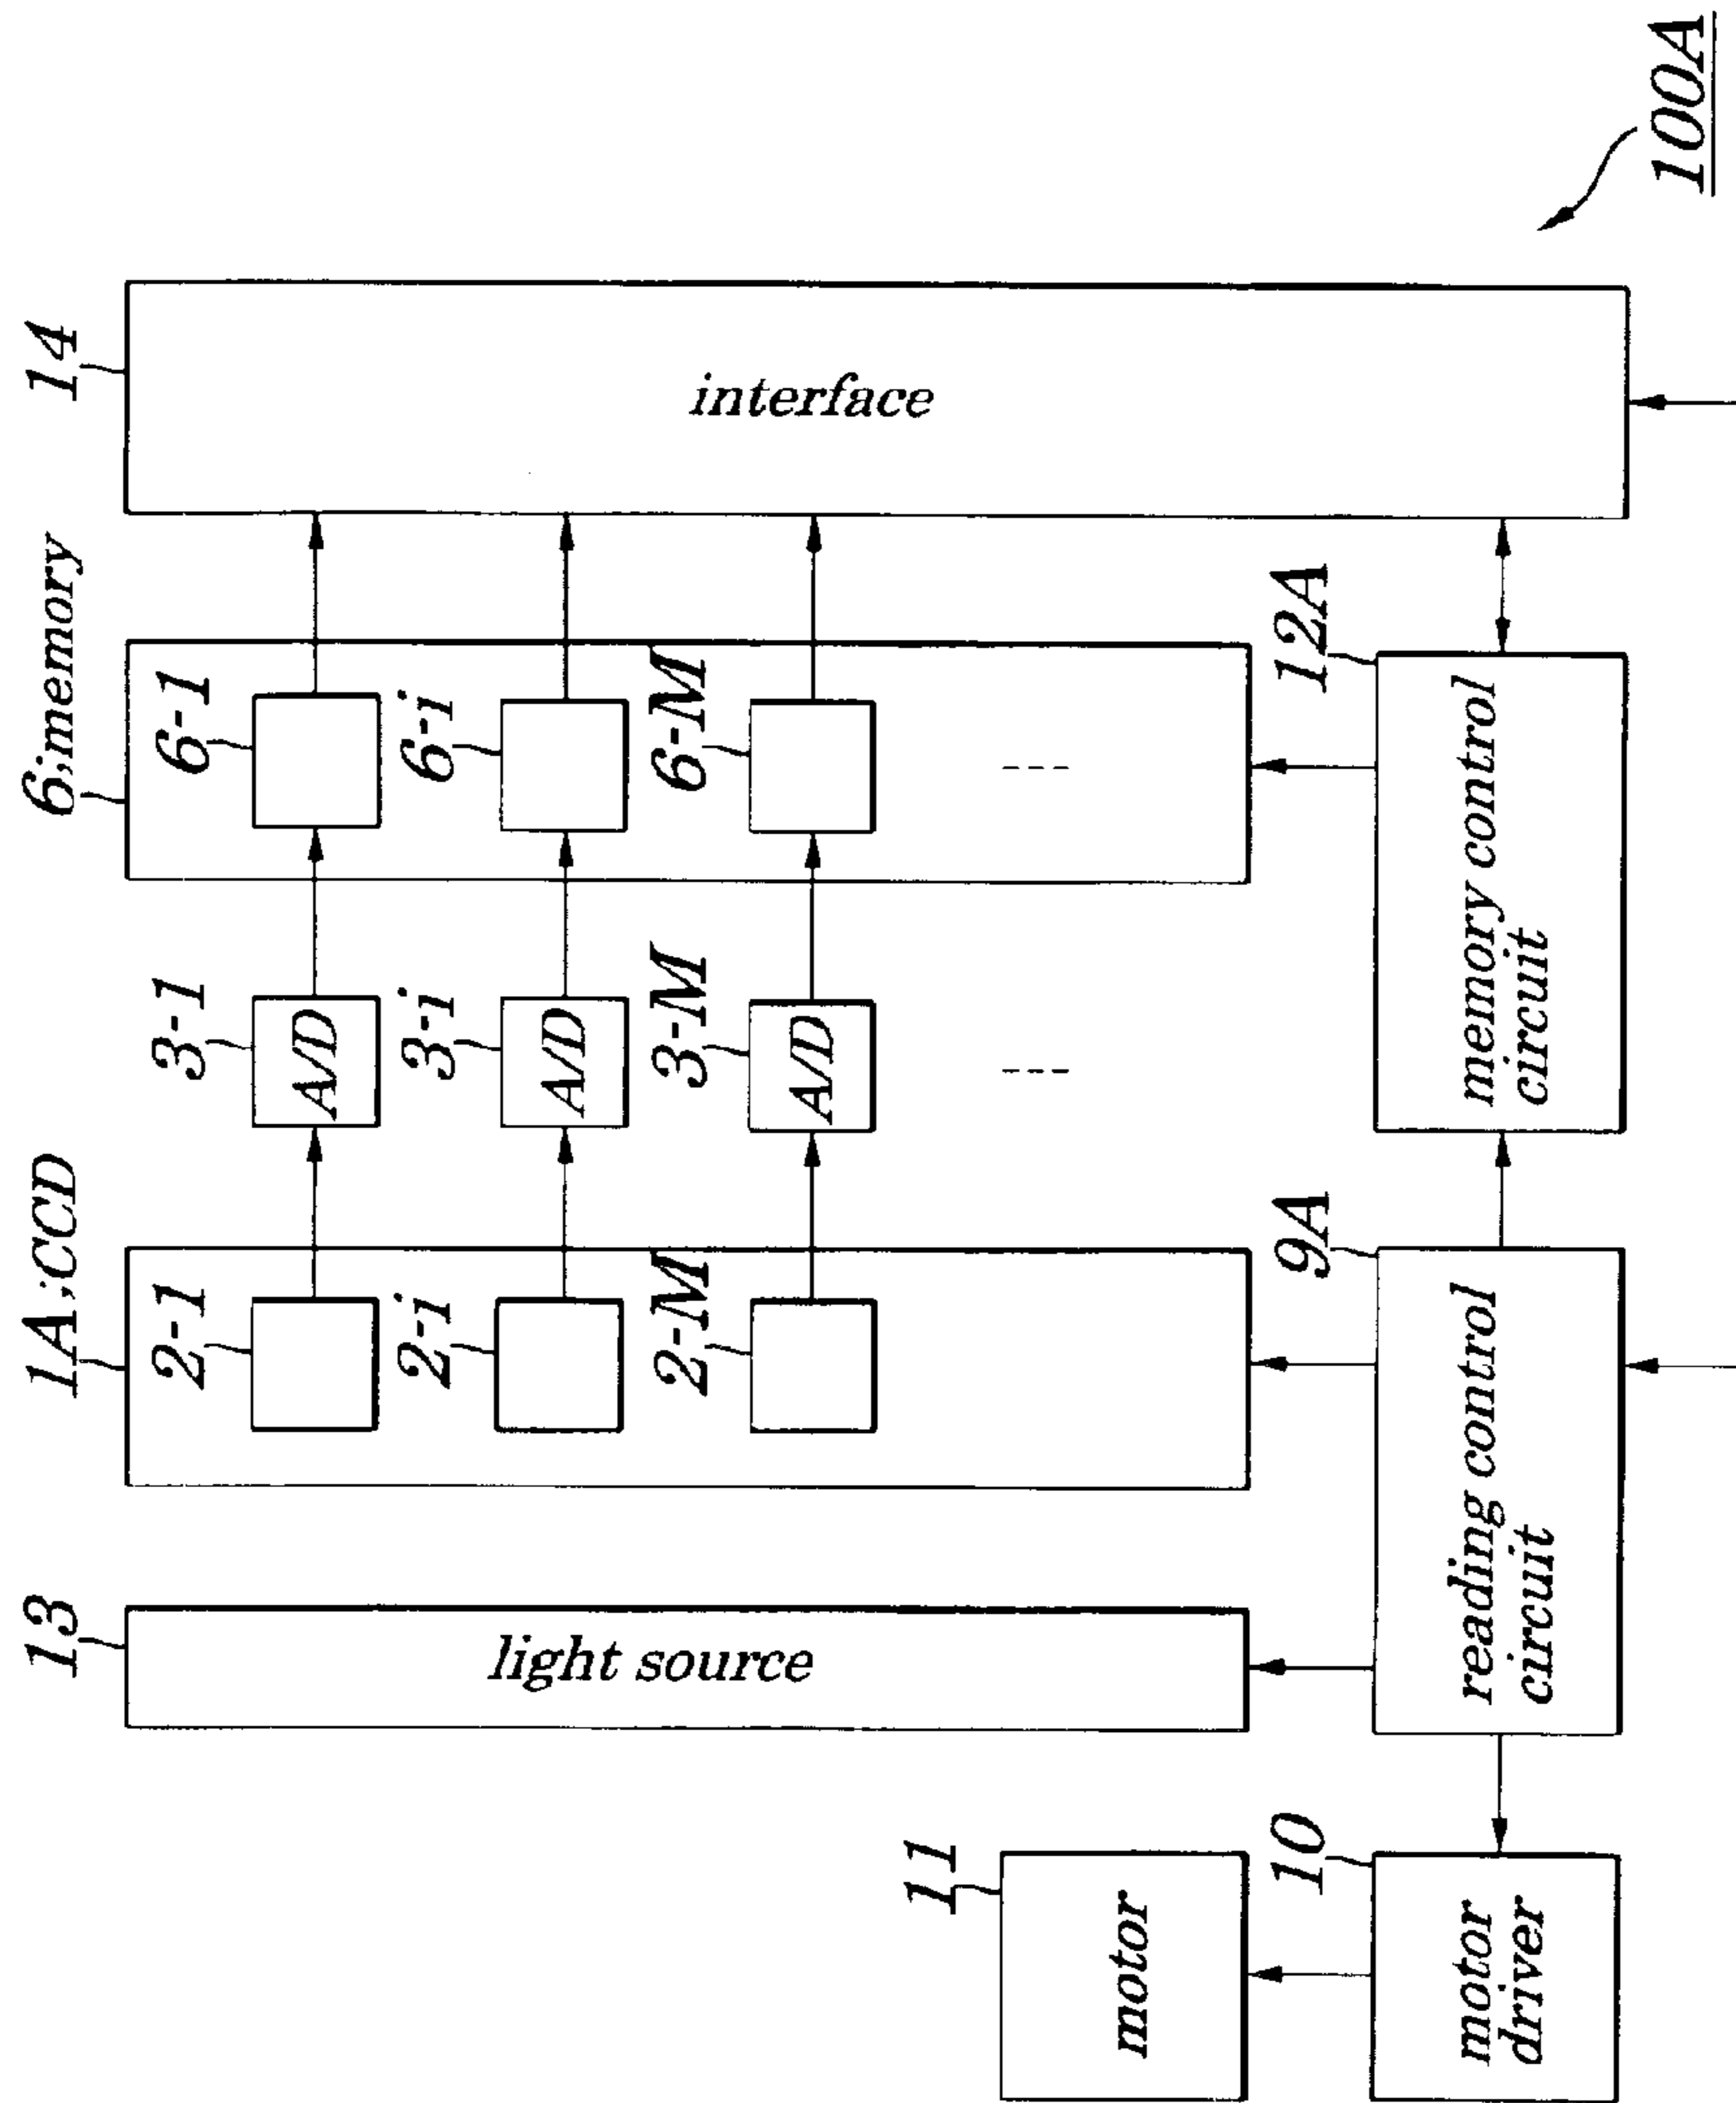 100A
14
interface
6;memory
6-1
6-i
6-M
12A
memory control
circuit
3-1
A/D
3-i
A/D
3-M
A/D
1A;CCD
2-1
2-i
2-M
9A
reading control
circuit
13
light source
11
motor
10
motor
driver